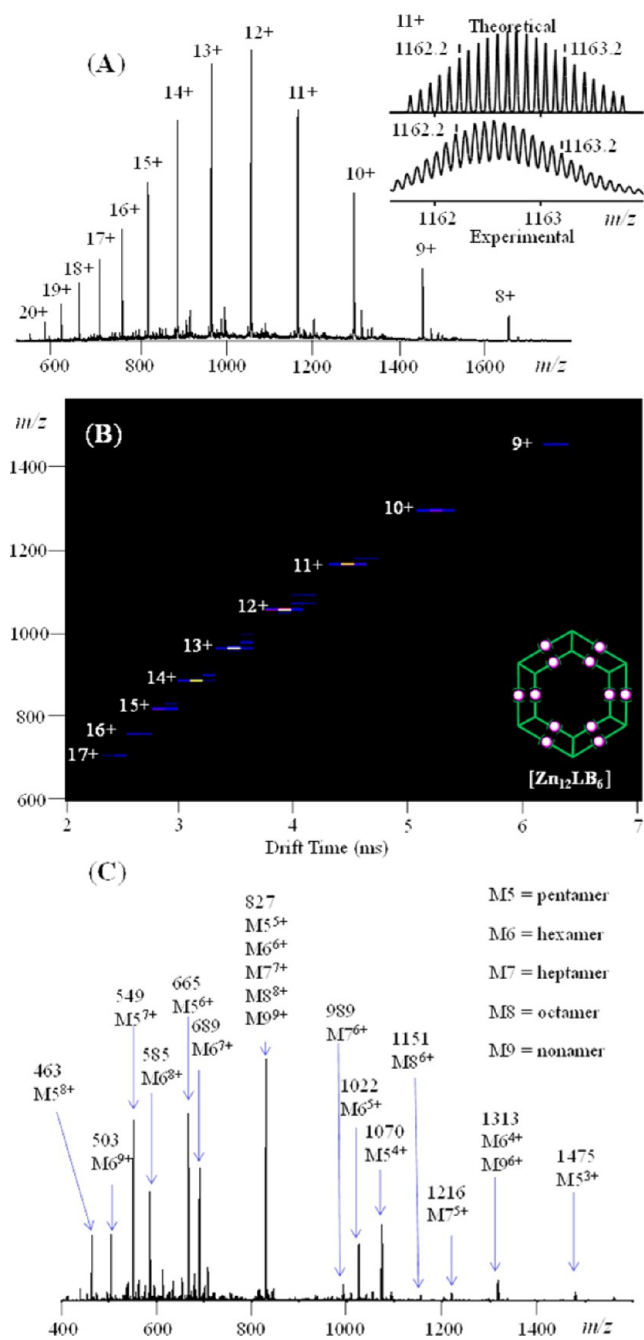 (A)
20+
19+
18+
17+
16+
15+
14+
13+
12+
11+
10+
9+
8+
600
800
1000
1200
1400
1600
m/z
11+
Theoretical
1162.2
1163.2
1162.2
1163.2
1162
1163
m/z
Experimental
m/z
(B)
1400
1200
1000
800
600
9+
10+
11+
12+
13+
14+
15+
16+
17+
[Zn12LB6]
2
3
4
5
6
7
Drift Time (ms)
(C)
463
M5⁸⁺
503
M6⁹⁺
549
M5⁷⁺
585
M6⁸⁺
665
M5⁶⁺
689
M6⁷⁺
827
M5⁵⁺
M6⁶⁺
M7⁷⁺
M8⁸⁺
M9⁹⁺
989
M7⁶⁺
1022
M6⁵⁺
1070
M5⁴⁺
1151
M8⁶⁺
1216
M7⁵⁺
1313
M6⁴⁺
M9⁶⁺
1475
M5³⁺
M5 = pentamer
M6 = hexamer
M7 = heptamer
M8 = octamer
M9 = nonamer
400
600
800
1000
1200
1400
m/z